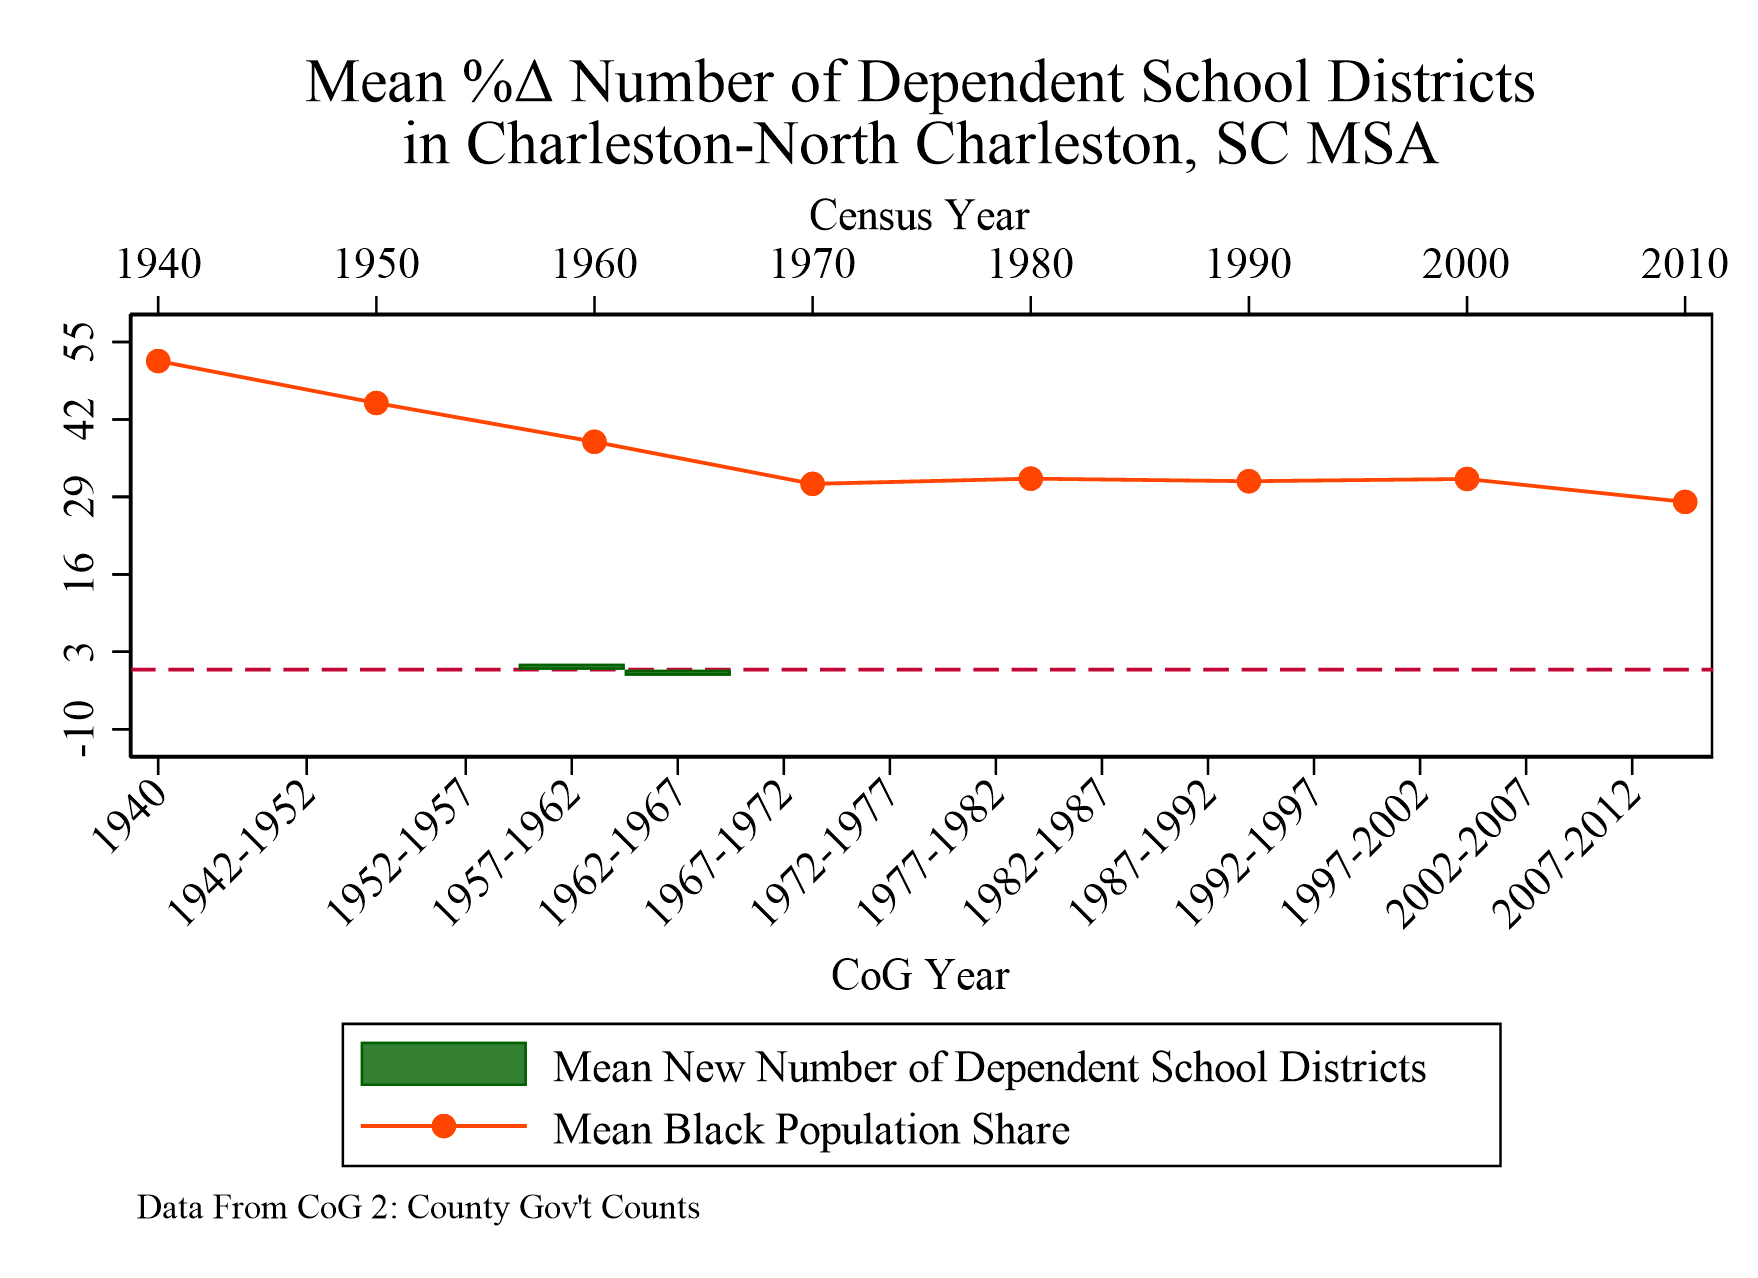 Mean %Δ Number of Dependent School Districts
in Charleston-North Charleston, SC MSA
Census Year
1940 1950 1960 1970 1980 1990 2000 2010
55
42
29
16
3
-10
1940 1942-1952 1952-1957 1957-1962 1962-1967 1967-1972 1972-1977 1977-1982 1982-1987 1987-1992 1992-1997 1997-2002 2002-2007 2007-2012
CoG Year
Mean New Number of Dependent School Districts
Mean Black Population Share
Data From CoG 2: County Gov't Counts